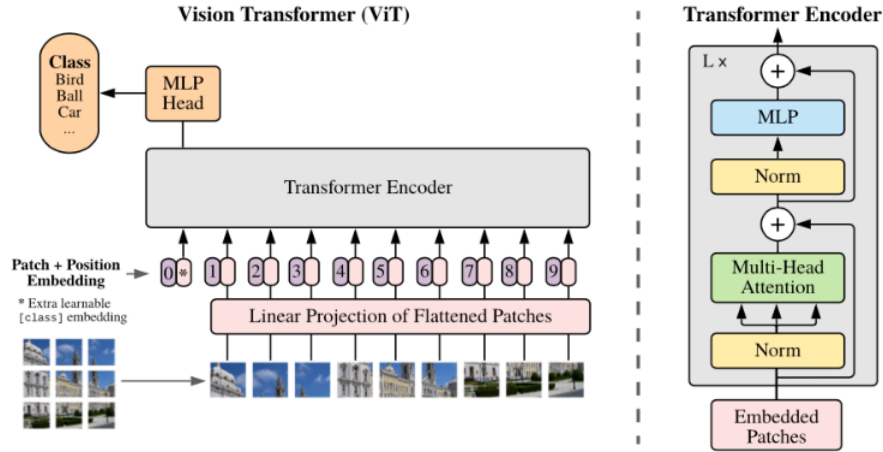 Vision Transformer (ViT)
Class
Bird
Ball
Car
...
MLP
Head
Transformer Encoder
Patch + Position
Embedding
* Extra learnable
[class] embedding
0 * 1 2 3 4 5 6 7 8 9
Linear Projection of Flattened Patches
Transformer Encoder
L x
+
MLP
Norm
+
Multi-Head
Attention
Norm
Embedded
Patches